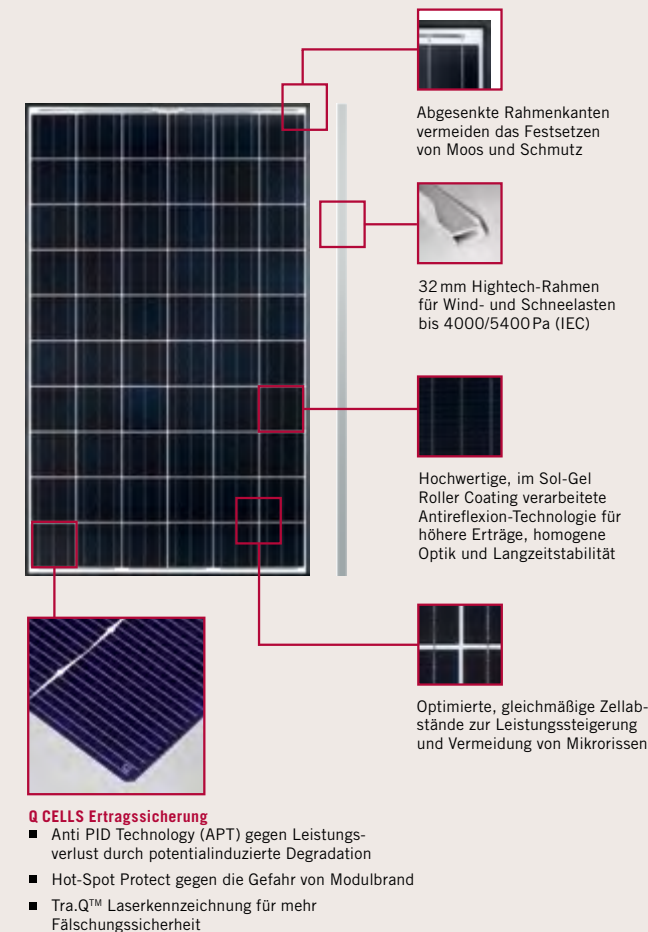 Abgesenkte Rahmenkanten
vermeiden das Festsetzen
von Moos und Schmutz
32 mm Hightech-Rahmen
für Wind- und Schneelasten
bis 4000/5400 Pa (IEC)
Hochwertige, im Sol-Gel
Roller Coating verarbeitete
Antireflexion-Technologie für
höhere Erträge, homogene
Optik und Langzeitstabilität
Optimierte, gleichmäßige Zellab-
stände zur Leistungssteigerung
und Vermeidung von Mikrorissen
Q CELLS Ertragssicherung
■ Anti PID Technology (APT) gegen Leistungs-
verlust durch potentialinduzierte Degradation
■ Hot-Spot Protect gegen die Gefahr von Modulbrand
■ Tra.Q™ Laserkennzeichnung für mehr
Fälschungssicherheit